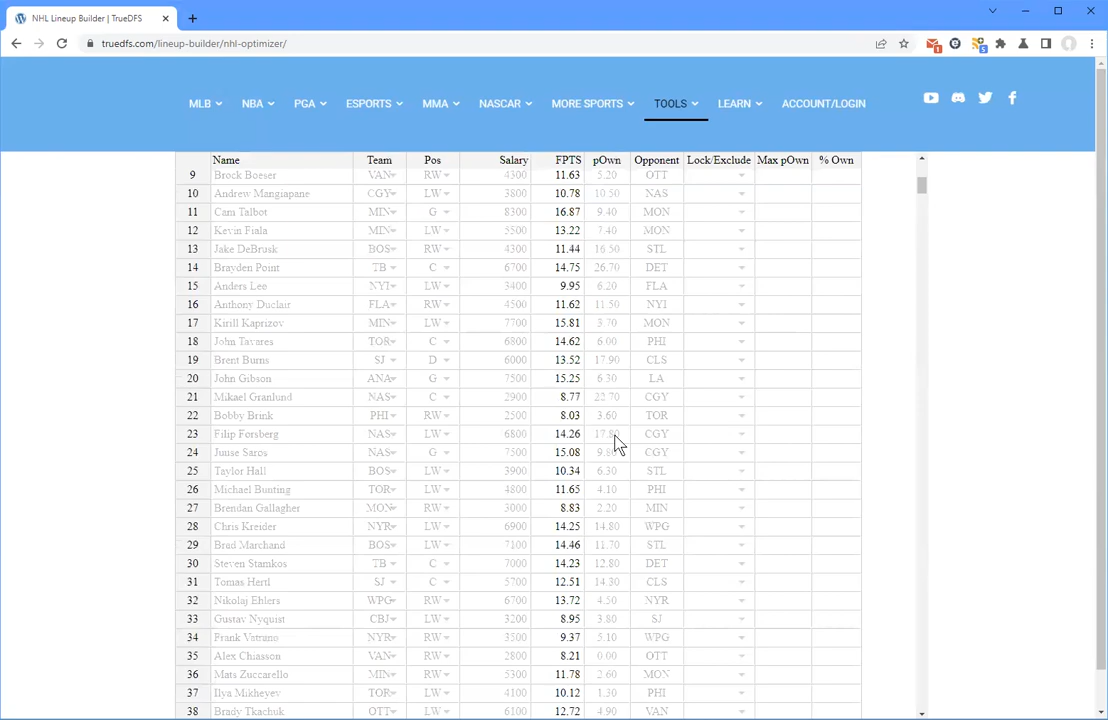 NHL Lineup Builder | TrueDFS
truedfs.com/lineup-builder/nhl-optimizer/
MLB NBA PGA ESPORTS MMA NASCAR MORE SPORTS TOOLS LEARN ACCOUNT/LOGIN
Name Team Pos Salary FPTS pOwn Opponent Lock/Exclude Max pOwn % Own
9 Brock Boeser VAN RW 4300 11.63 5.20 OTT
10 Andrew Mangiapane CGY LW 3800 10.78 10.50 NAS
11 Cam Talbot MIN G 8300 16.87 9.40 MON
12 Kevin Fiala MIN LW 5500 13.22 7.40 MON
13 Jake DeBrusk BOS RW 4300 11.44 16.50 STL
14 Brayden Point TB C 6700 14.75 26.70 DET
15 Anders Lee NYI LW 3400 9.95 6.20 FLA
16 Anthony Duclair FLA RW 4500 11.62 11.50 NYI
17 Kirill Kaprizov MIN LW 7700 15.81 3.70 MON
18 John Tavares TOR C 6800 14.62 6.00 PHI
19 Brent Burns SJ D 6000 13.52 17.90 CLS
20 John Gibson ANA G 7500 15.25 6.30 LA
21 Mikael Granlund NAS C 2900 8.77 22.70 CGY
22 Bobby Brink PHI RW 2500 8.03 3.60 TOR
23 Filip Forsberg NAS LW 6800 14.26 17.80 CGY
24 Juuse Saros NAS G 7500 15.08 CGY
25 Taylor Hall BOS LW 3900 10.34 6.30 STL
26 Michael Bunting TOR LW 4800 11.65 4.10 PHI
27 Brendan Gallagher MON RW 3000 8.83 2.20 MIN
28 Chris Kreider NYR LW 6900 14.25 14.80 WPG
29 Brad Marchand BOS LW 7100 14.46 11.70 STL
30 Steven Stamkos TB C 7000 14.23 12.80 DET
31 Tomas Hertl SJ C 5700 12.51 14.30 CLS
32 Nikolaj Ehlers WPG RW 6700 13.72 4.50 NYR
33 Gustav Nyquist CBJ LW 3200 8.95 3.80 SJ
34 Frank Vatrano NYR RW 3500 9.37 5.10 WPG
35 Alex Chiasson VAN RW 2800 8.21 0.00 OTT
36 Mats Zuccarello MIN RW 5300 11.78 2.60 MON
37 Ilya Mikheyev TOR LW 4100 10.12 1.30 PHI
38 Brady Tkachuk OTT LW 6100 12.72 4.90 VAN